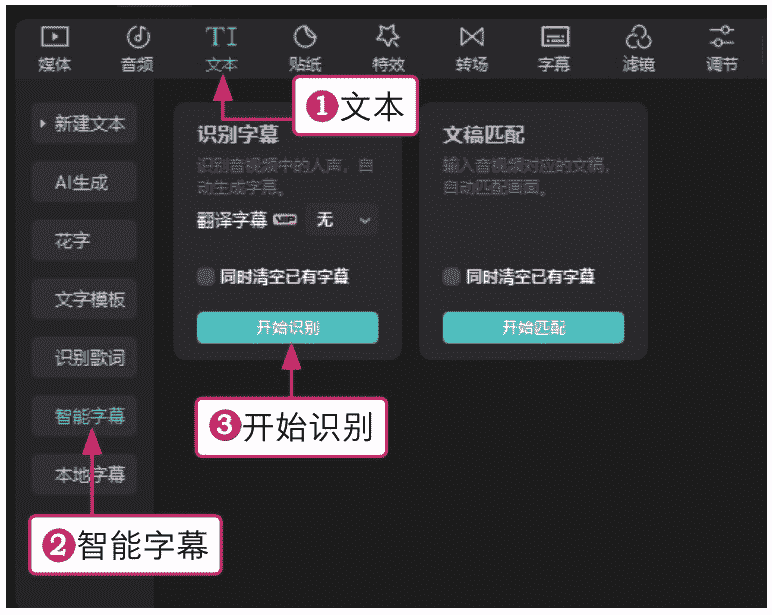 媒体 音频 TI 文本 贴纸 特效 转场 字幕 滤镜 调节
❶文本
新建文本
AI生成
花字
文字模板
识别歌词
智能字幕
本地字幕
❷智能字幕
识别字幕
识别音视频中的人声，自
动生成字幕。
翻译字幕 无
同时清空已有字幕
开始识别
❸开始识别
文稿匹配
输入音视频对应的文稿，
自动匹配画面。
同时清空已有字幕
开始匹配